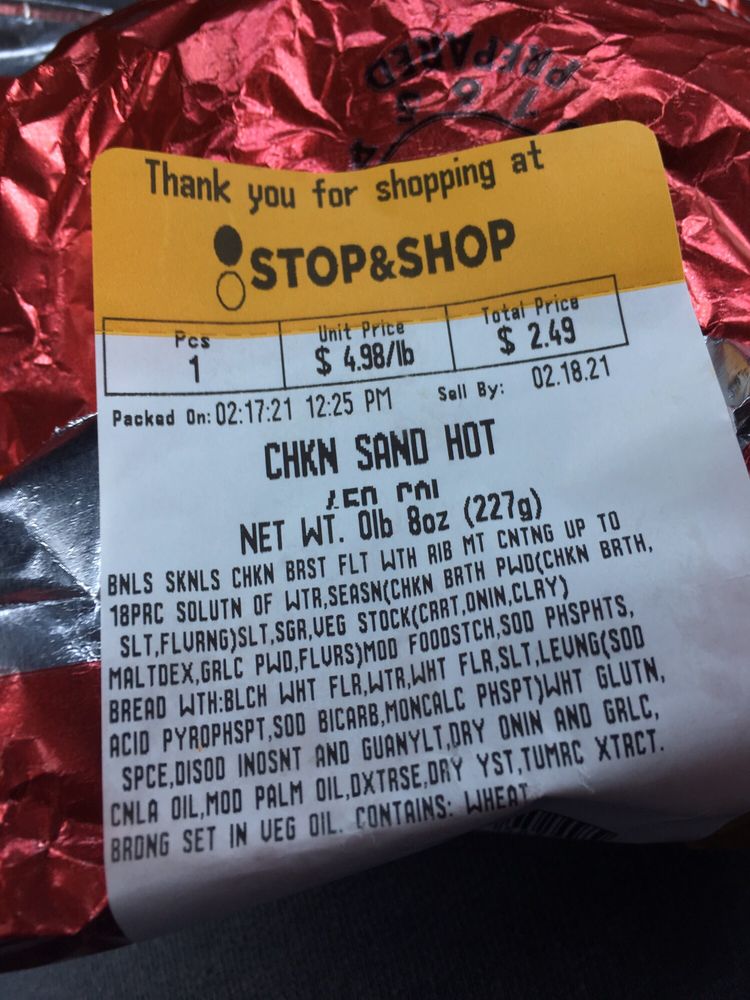 PREPARED
Thank you for shopping at
STOP&SHOP
Pcs Unit Price Total Price
1 $ 4.98/lb $ 2.49
Packed On: 02:17:21 12:25 PM Sell By: 02.18.21
CHKN SAND HOT
NET WT. 0lb 8oz (227g)
BNLS SKNLS CHKN BRST FLT WTH RIB MT CNTNG UP TO
18PRC SOLUTN OF WTR,SEASN(CHKN BRTH PWD(CHKN BRTH,
SLT,FLVRNG)SLT,SGR,VEG STOCK(CRRT,ONIN,CLRY)
MALTDEX,GRLC PWD,FLVRS)MOD FOODSTCH,SOD PHSPHTS,
BREAD WTH:BLCH WHT FLR,WTR,WHT FLR,SLT,LEVNG(SOD
ACID PYROPHSPT,SOD BICARB,MONCALC PHSPT)WHT GLUTN,
SPCE,DISOD INOSNT AND GUANYLT,DRY ONIN AND GRLC,
CNLA OIL,MOD PALM OIL,DXTRSE,DRY YST,TUMRC XTRCT.
BRDNG SET IN VEG OIL. CONTAINS: WHEAT